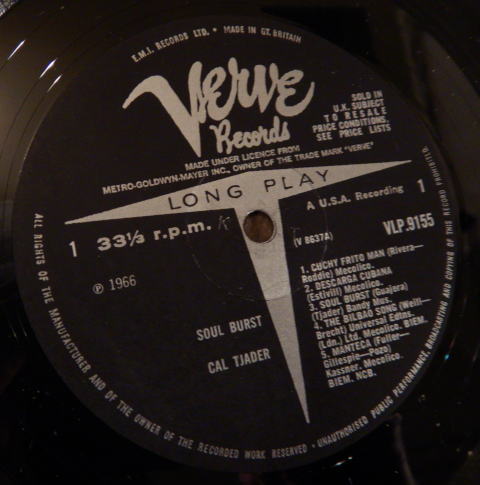 E.M.I. RECORDS LTD. • MADE IN GT. BRITAIN
Verve
Records
SOLD IN
U.K. SUBJECT
TO RESALE
PRICE CONDITIONS.
SEE PRICE LISTS
MADE UNDER LICENCE FROM
METRO-GOLDWYN-MAYER INC., OWNER OF THE TRADE MARK "VERVE"
LONG PLAY
A U.S.A. Recording
1
33⅓ r.p.m.
1
VLP.9155
(V 8637A)
℗ 1966
SOUL BURST
CAL TJADER
1. CUCHY FRITO MAN (Rivera—
Roddie) Mecolico.
2. DESCARGA CUBANA
(Estivill) Mecolico.
3. SOUL BURST (Guajera)
(Tjader) Bandy Mus.
4. THE BILBAO SONG (Weill—
Brecht) Universal Edtns.
(Ldn.) Ltd. Mecolico. BIEM.
5. MANTECA (Fuller—
Gillespie—Pozo)
Kassner. Mecolico.
BIEM. NCB.
ALL RIGHTS OF THE MANUFACTURER AND OF THE OWNER OF THE RECORDED WORK RESERVED • UNAUTHORISED PUBLIC PERFORMANCE, BROADCASTING AND COPYING OF THIS RECORD PROHIBITED.